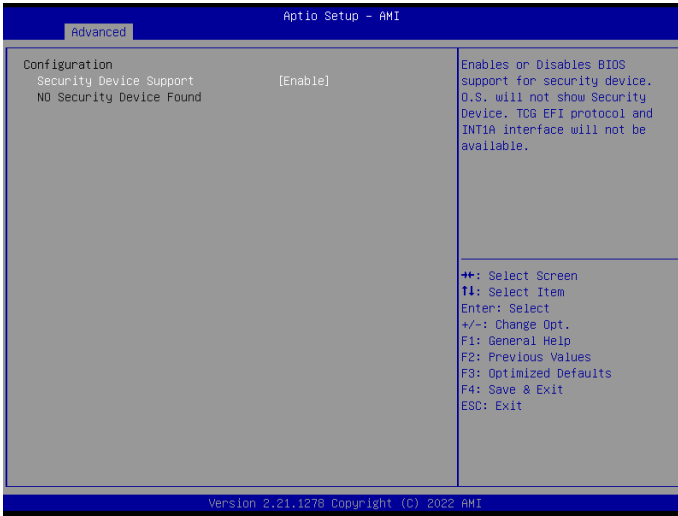 Aptio Setup – AMI
Advanced
Configuration
Security Device Support [Enable]
NO Security Device Found
Enables or Disables BIOS
support for security device.
O.S. will not show Security
Device. TCG EFI protocol and
INT1A interface will not be
available.
→←: Select Screen
↑↓: Select Item
Enter: Select
+/-: Change Opt.
F1: General Help
F2: Previous Values
F3: Optimized Defaults
F4: Save & Exit
ESC: Exit
Version 2.21.1278 Copyright (C) 2022 AMI